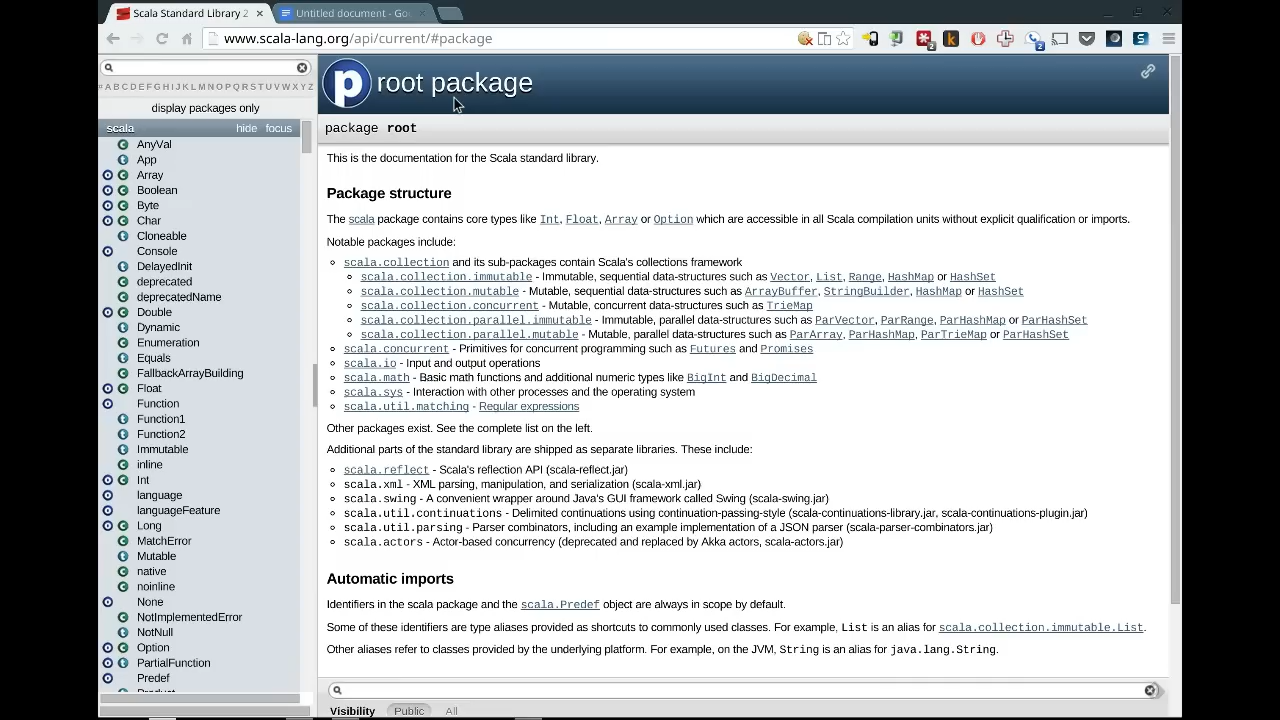 Scala Standard Library 2
Untitled document - Go
www.scala-lang.org/api/current/#package
#ABCDEFGHIJKLMNOPQRSTUVWXYZ
display packages only
scala hide focus
AnyVal
App
Array
Boolean
Byte
Char
Cloneable
Console
DelayedInit
deprecated
deprecatedName
Double
Dynamic
Enumeration
Equals
FallbackArrayBuilding
Float
Function
Function1
Function2
Immutable
inline
Int
language
languageFeature
Long
MatchError
Mutable
native
noinline
None
NotImplementedError
NotNull
Option
PartialFunction
Predef
p root package
package root
This is the documentation for the Scala standard library.
Package structure
The scala package contains core types like Int, Float, Array or Option which are accessible in all Scala compilation units without explicit qualification or imports.
Notable packages include:
scala.collection and its sub-packages contain Scala's collections framework
scala.collection.immutable - Immutable, sequential data-structures such as Vector, List, Range, HashMap or HashSet
scala.collection.mutable - Mutable, sequential data-structures such as ArrayBuffer, StringBuilder, HashMap or HashSet
scala.collection.concurrent - Mutable, concurrent data-structures such as TrieMap
scala.collection.parallel.immutable - Immutable, parallel data-structures such as ParVector, ParRange, ParHashMap or ParHashSet
scala.collection.parallel.mutable - Mutable, parallel data-structures such as ParArray, ParHashMap, ParTrieMap or ParHashSet
scala.concurrent - Primitives for concurrent programming such as Futures and Promises
scala.io - Input and output operations
scala.math - Basic math functions and additional numeric types like BigInt and BigDecimal
scala.sys - Interaction with other processes and the operating system
scala.util.matching - Regular expressions
Other packages exist. See the complete list on the left.
Additional parts of the standard library are shipped as separate libraries. These include:
scala.reflect - Scala's reflection API (scala-reflect.jar)
scala.xml - XML parsing, manipulation, and serialization (scala-xml.jar)
scala.swing - A convenient wrapper around Java's GUI framework called Swing (scala-swing.jar)
scala.util.continuations - Delimited continuations using continuation-passing-style (scala-continuations-library.jar, scala-continuations-plugin.jar)
scala.util.parsing - Parser combinators, including an example implementation of a JSON parser (scala-parser-combinators.jar)
scala.actors - Actor-based concurrency (deprecated and replaced by Akka actors, scala-actors.jar)
Automatic imports
Identifiers in the scala package and the scala.Predef object are always in scope by default.
Some of these identifiers are type aliases provided as shortcuts to commonly used classes. For example, List is an alias for scala.collection.immutable.List.
Other aliases refer to classes provided by the underlying platform. For example, on the JVM, String is an alias for java.lang.String.
Visibility Public All